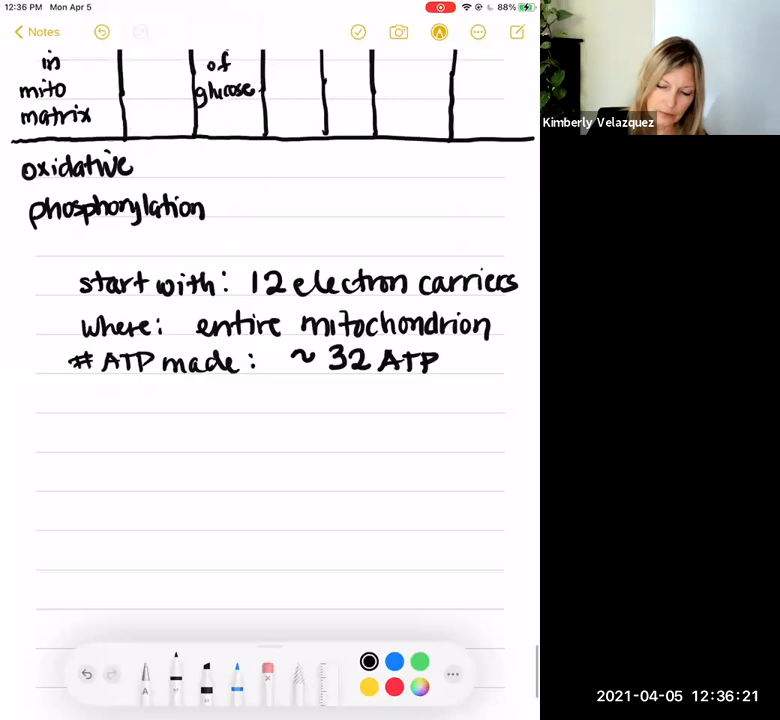 12:36 PM Mon Apr 5
88%
Notes
in
mito
matrix
of
glucose
oxidative
phosphorylation
start with: 12 electron carriers
where: entire mitochondrion
# ATP made: ~ 32 ATP
Kimberly Velazquez
A
2021-04-05 12:36:21